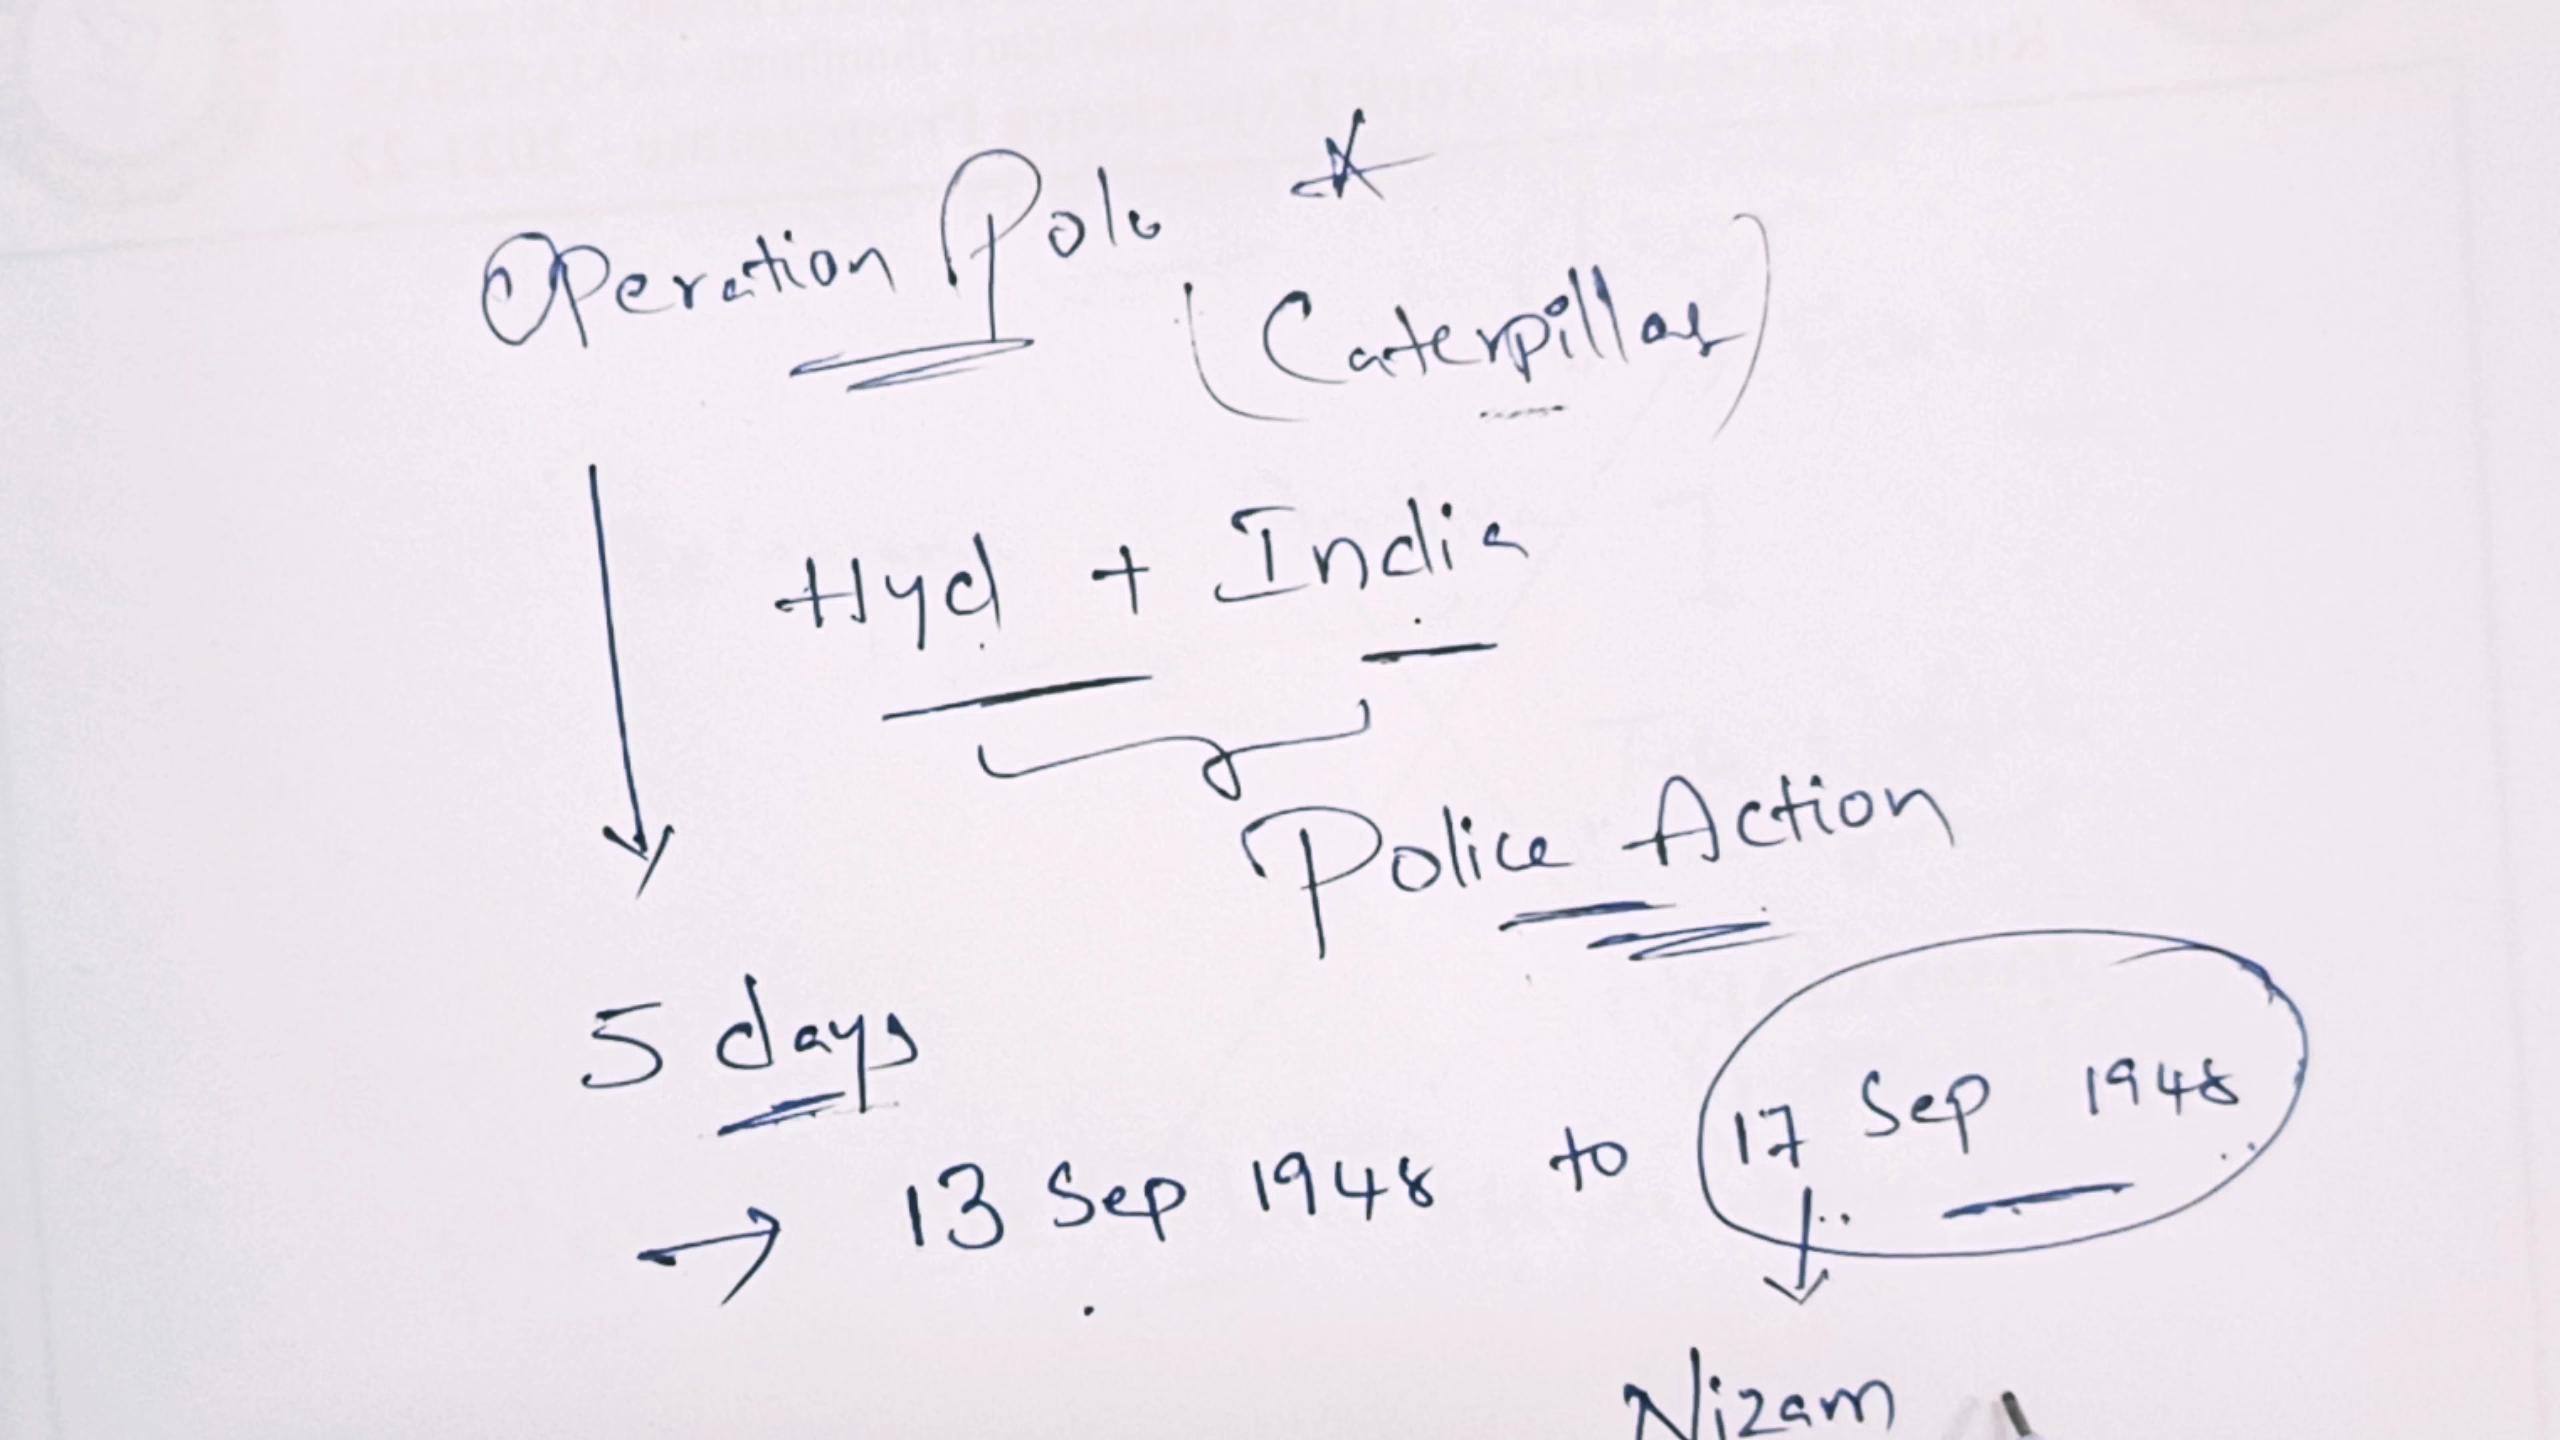 Operation Polo
(Caterpillar)
Hyd + India
Police Action
5 days
→ 13 Sep 1948 to 17 Sep 1948
Nizam